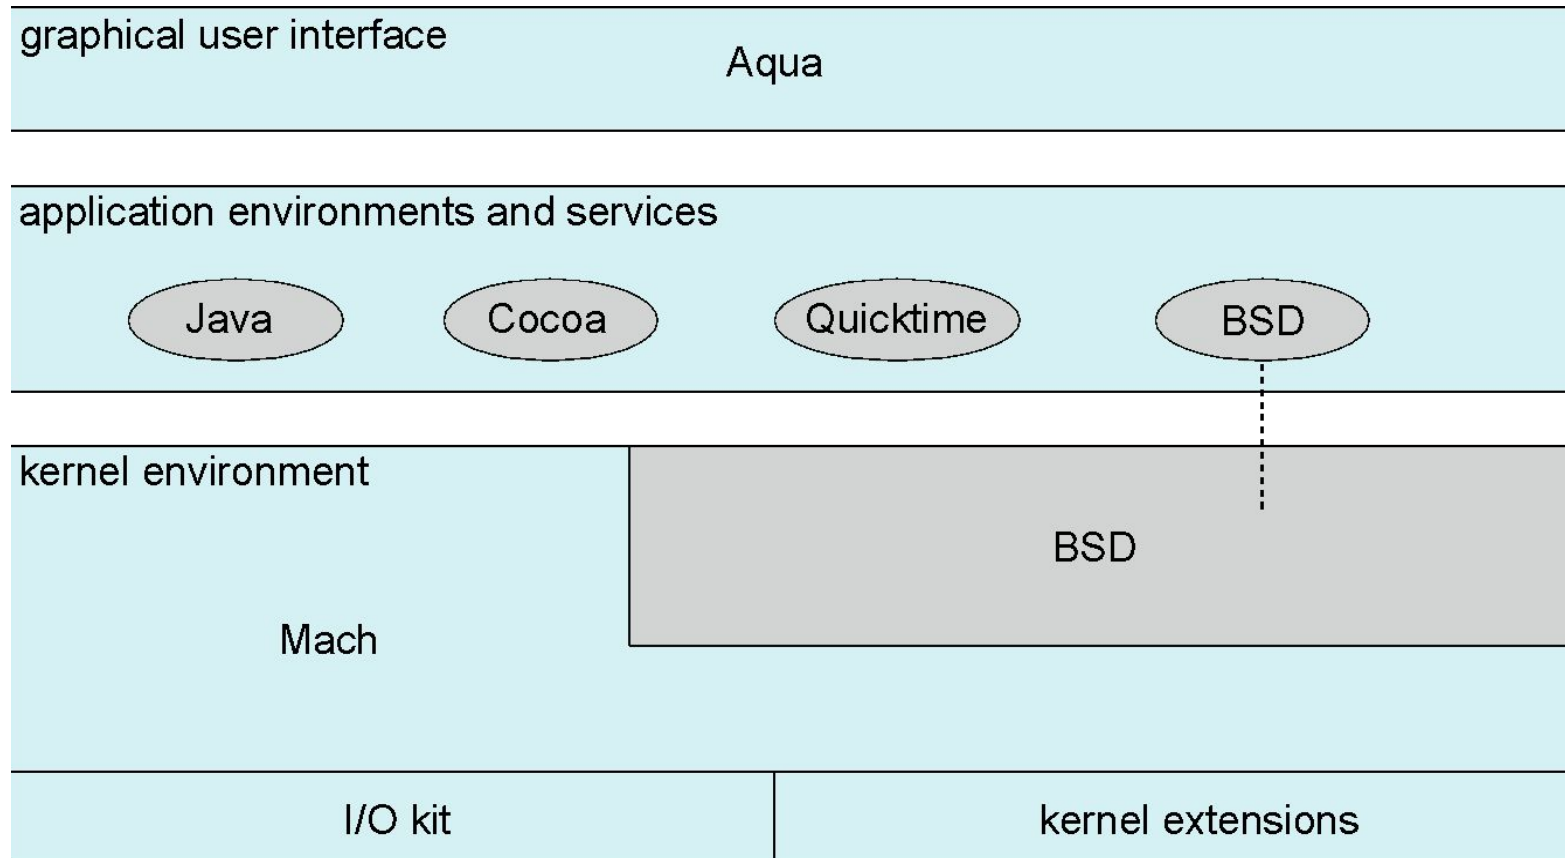 graphical user interface
Aqua
application environments and services
Java
Cocoa
Quicktime
BSD
kernel environment
BSD
Mach
I/O kit
kernel extensions